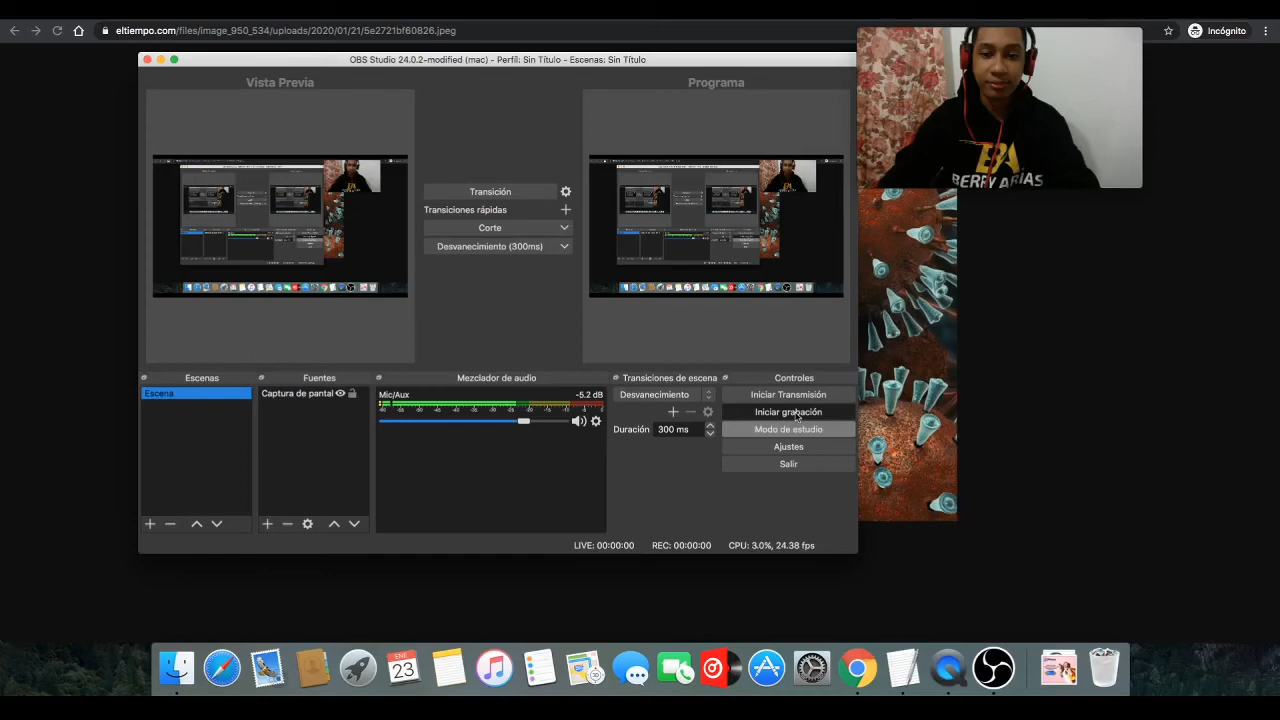 eltiempo.com/files/image_950_534/uploads/2020/01/21/5e2721bf60826.jpeg
Incógnito
OBS Studio 24.0.2-modified (mac) - Perfil: Sin Título - Escenas: Sin Título
Vista Previa
Programa
BA
BERRY ARIAS
Transición
Transiciones rápidas
Corte
Desvanecimiento (300ms)
Escenas
Fuentes
Mezclador de audio
Transiciones de escena
Controles
Escena
Captura de pantal
Mic/Aux
-5.2 dB
Desvanecimiento
Duración
300 ms
Iniciar Transmisión
Iniciar grabación
Modo de estudio
Ajustes
Salir
LIVE: 00:00:00
REC: 00:00:00
CPU: 3.0%, 24.38 fps
ENE
23